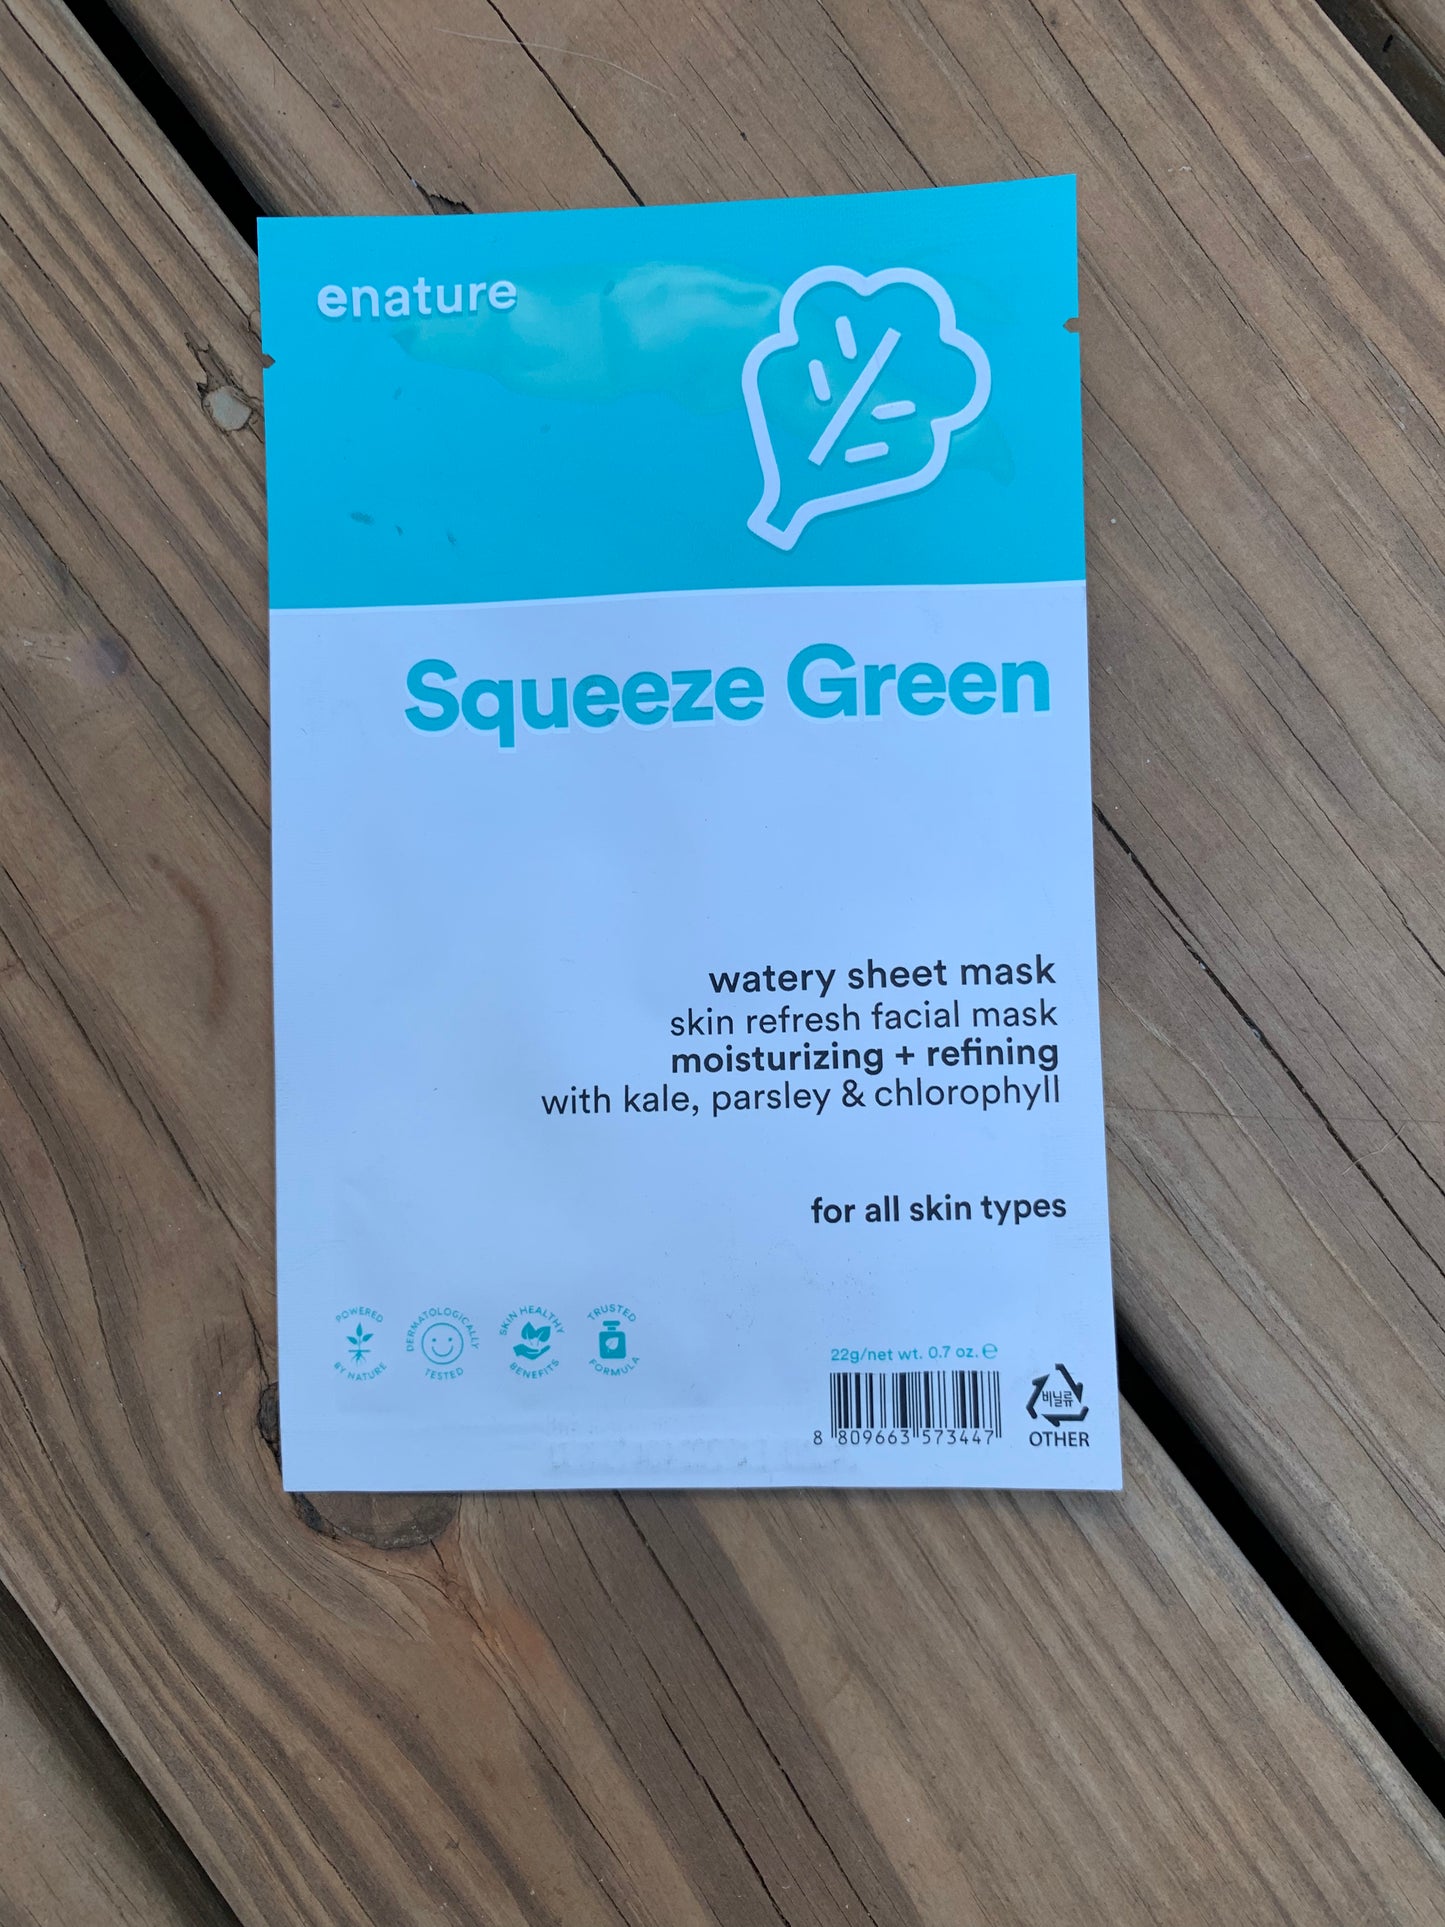 enature
Squeeze Green
watery sheet mask
skin refresh facial mask
moisturizing + refining
with kale, parsley & chlorophyll
for all skin types
POWERED BY NATURE
DERMATOLOGICALLY TESTED
SKIN HEALTHY BENEFITS
TRUSTED FORMULA
22g/net wt. 0.7 oz. ℮
8 809663 573447
비닐류
OTHER